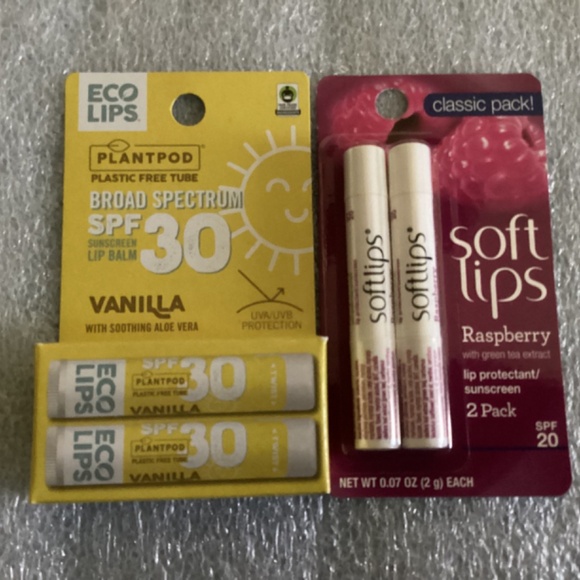 ECO
LIPS
PLANTPOD
PLASTIC FREE TUBE
BROAD SPECTRUM
SPF 30
SUNSCREEN
LIP BALM
VANILLA
WITH SOOTHING ALOE VERA
UVA/UVB
PROTECTION
ECO
LIPS
SPF 30
PLANTPOD
PLASTIC FREE TUBE
VANILLA
ECO
LIPS
SPF 30
PLANTPOD
PLASTIC FREE TUBE
VANILLA
classic pack!
softlips
softlips
soft
lips
Raspberry
with green tea extract
lip protectant/
sunscreen
2 Pack
SPF
20
NET WT 0.07 OZ (2 g) EACH